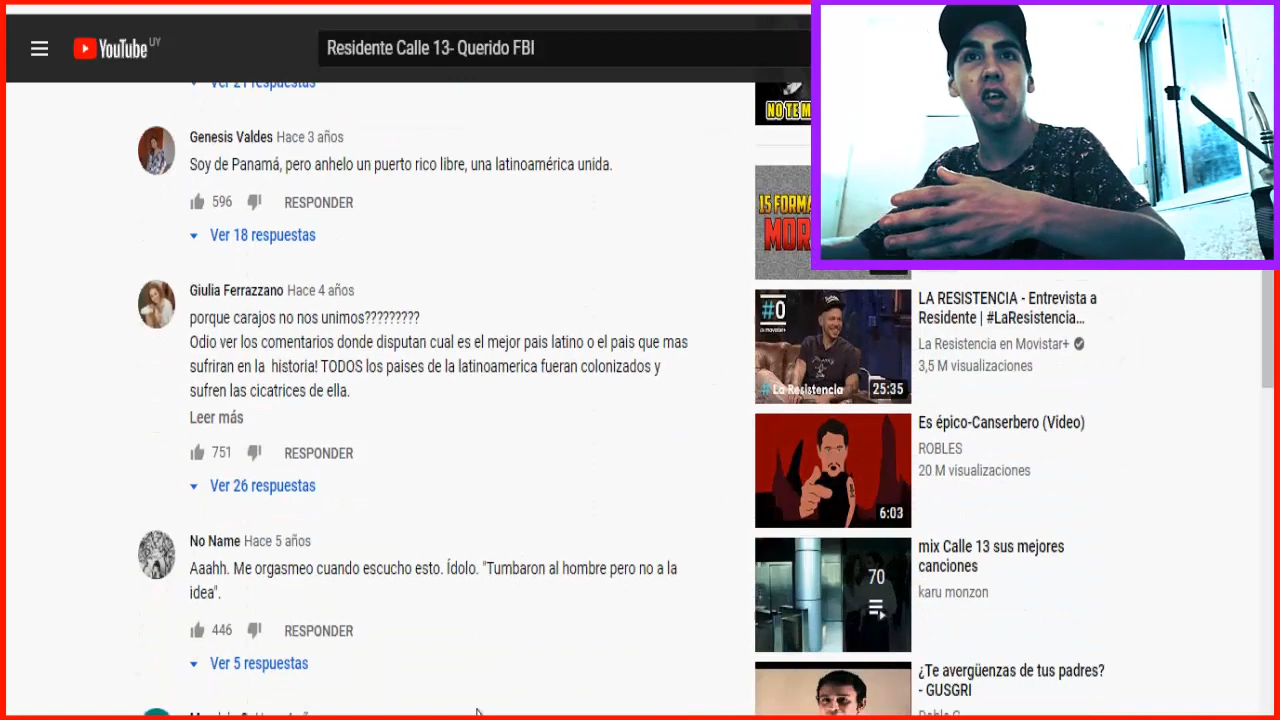 YouTube UY
Residente Calle 13- Querido FBI
Ver 21 respuestas
Genesis Valdes Hace 3 años
Soy de Panamá, pero anhelo un puerto rico libre, una latinoamérica unida.
596 RESPONDER
Ver 18 respuestas
Giulia Ferrazzano Hace 4 años
porque carajos no nos unimos?????????
Odio ver los comentarios donde disputan cual es el mejor pais latino o el pais que mas
sufriran en la historia! TODOS los paises de la latinoamerica fueran colonizados y
sufren las cicatrices de ella.
Leer más
751 RESPONDER
Ver 26 respuestas
No Name Hace 5 años
Aaahh. Me orgasmeo cuando escucho esto. Ídolo. "Tumbaron al hombre pero no a la
idea".
446 RESPONDER
Ver 5 respuestas
NO TE M
15 FORMA
MOR
#0
# La Resistencia
25:35
LA RESISTENCIA - Entrevista a
Residente | #LaResistencia...
La Resistencia en Movistar+
3,5 M visualizaciones
6:03
Es épico-Canserbero (Video)
ROBLES
20 M visualizaciones
70
mix Calle 13 sus mejores
canciones
karu monzon
¿Te avergüenzas de tus padres?
- GUSGRI